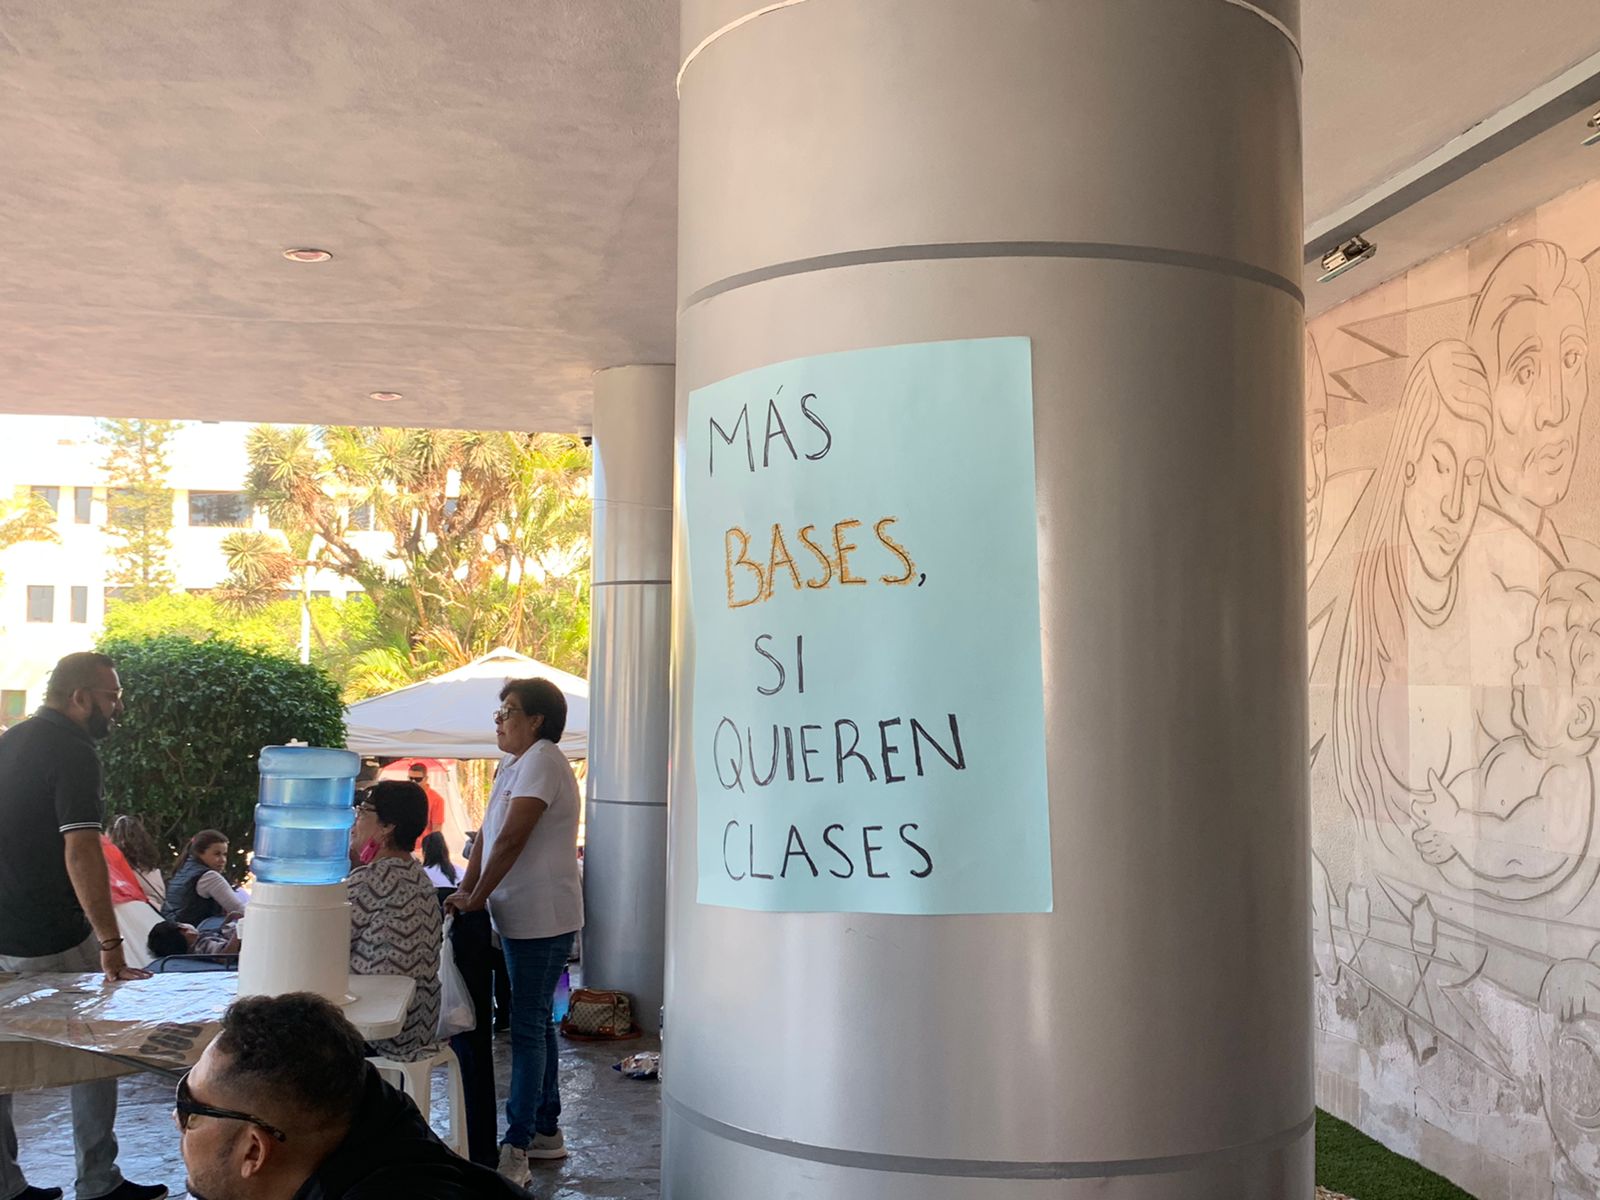 MÁS
BASES,
SI
QUIEREN
CLASES